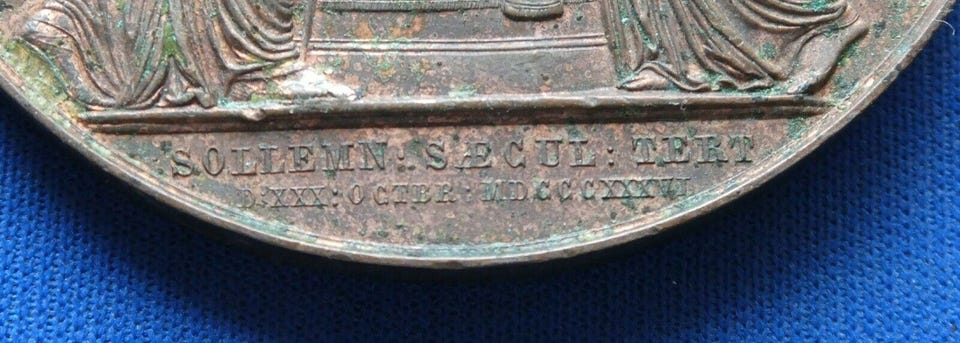 SOLLEMN: SÆCUL: TERT
D: XXX: OCTBR: MDCCCXXXVI